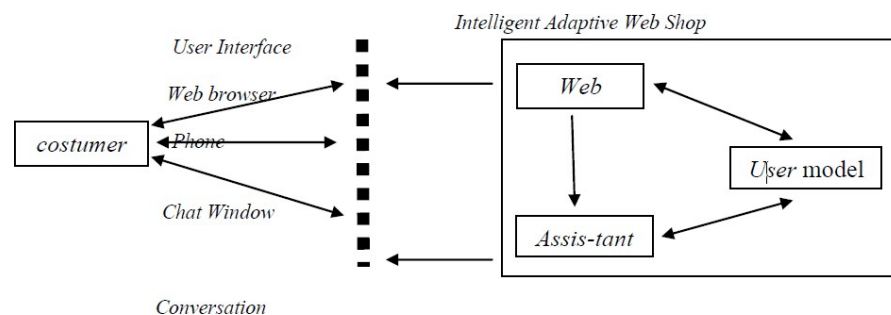 Intelligent Adaptive Web Shop
User Interface
Web browser
Web
costumer
Phone
User model
Chat Window
Assis-tant
Conversation